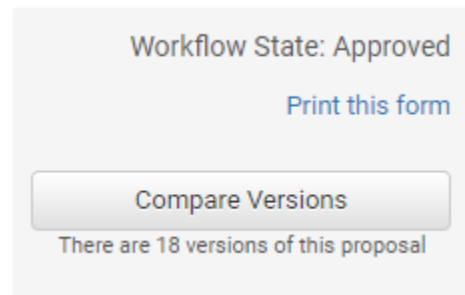 Workflow State: Approved
Print this form
Compare Versions
There are 18 versions of this proposal